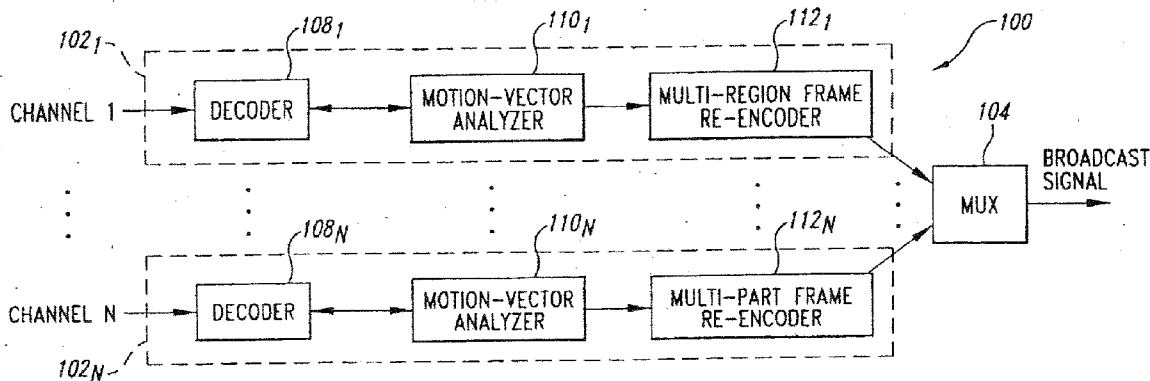 108₁
110₁
112₁
100
102₁
CHANNEL 1
DECODER
MOTION-VECTOR
ANALYZER
MULTI-REGION FRAME
RE-ENCODER
104
MUX
BROADCAST
SIGNAL
108N
110N
112N
CHANNEL N
DECODER
MOTION-VECTOR
ANALYZER
MULTI-PART FRAME
RE-ENCODER
102N